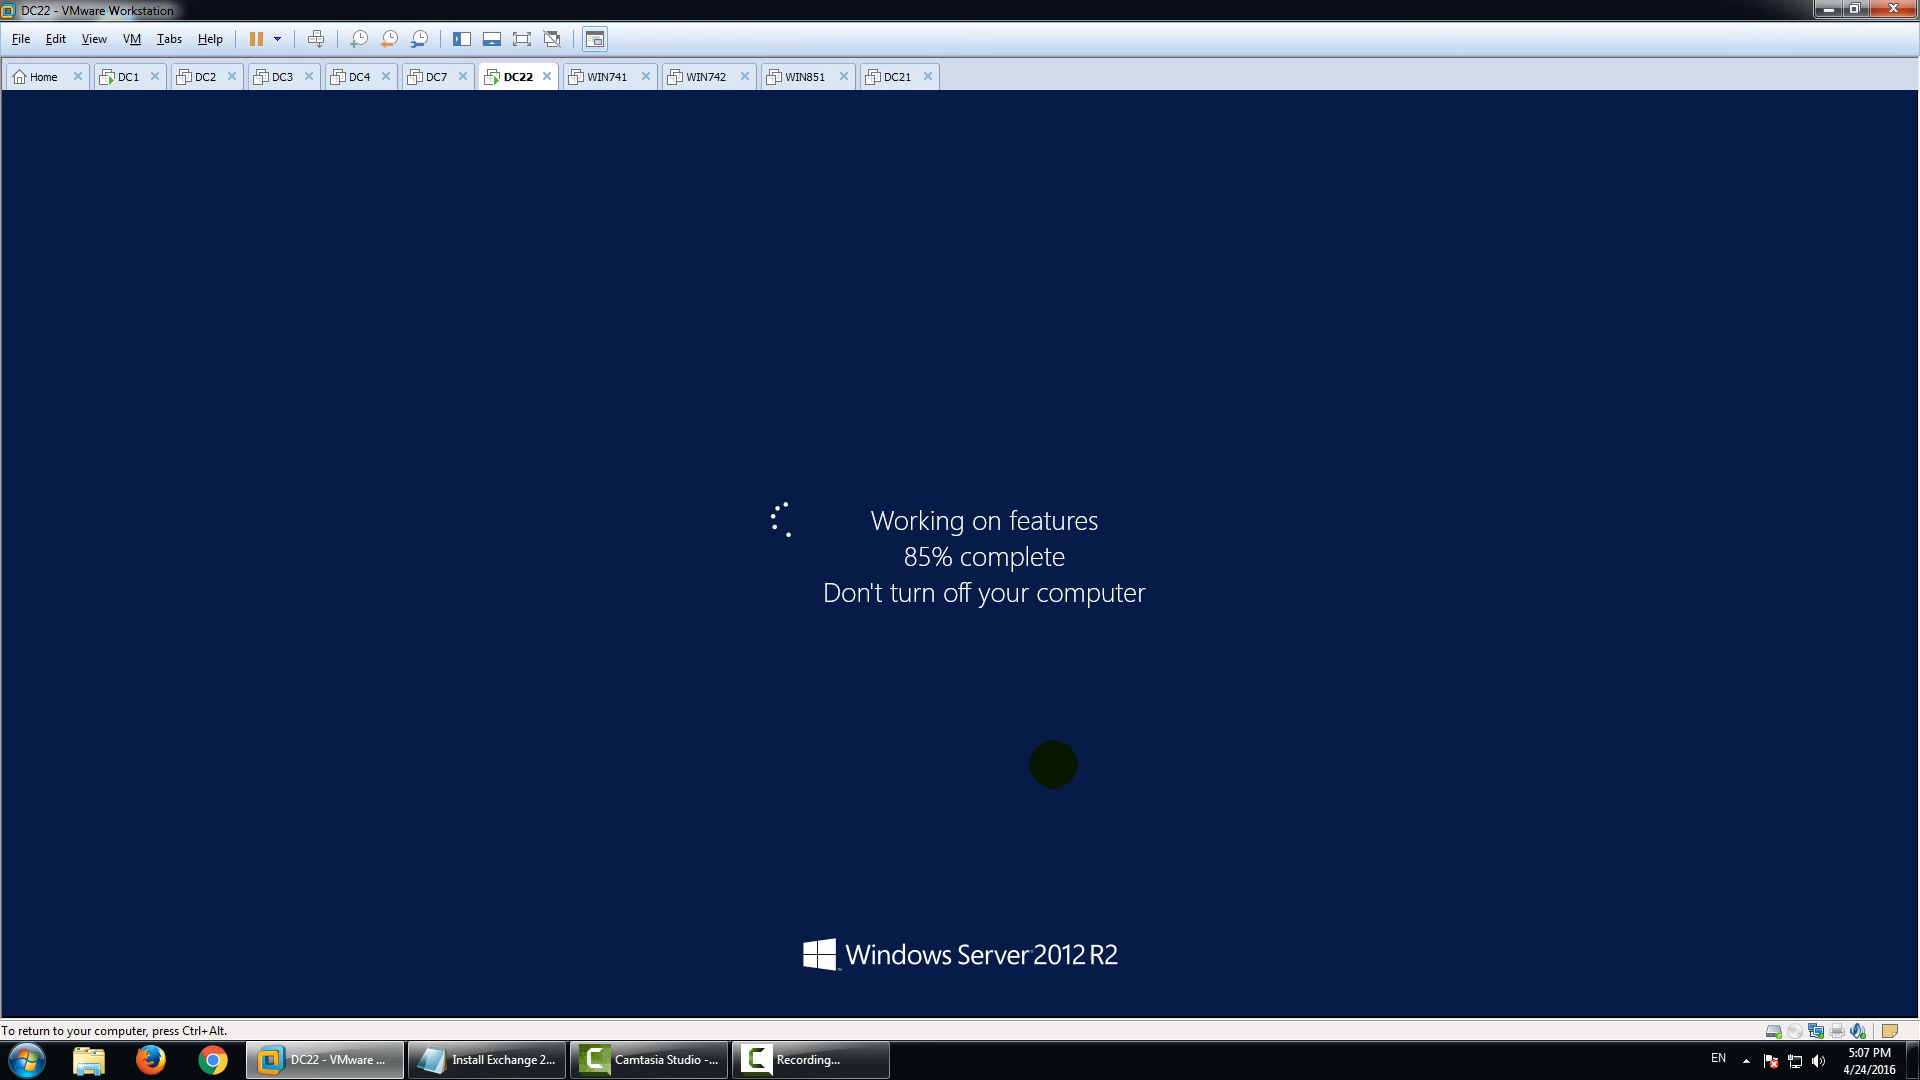 DC22 - VMware Workstation
File Edit View VM Tabs Help
Home DC1 DC2 DC3 DC4 DC7 DC22 WIN741 WIN742 WIN851 DC21
Working on features
85% complete
Don't turn off your computer
Windows Server 2012 R2
To return to your computer, press Ctrl+Alt.
DC22 - VMware ... Install Exchange 2... Camtasia Studio -... Recording... EN 5:07 PM
4/24/2016